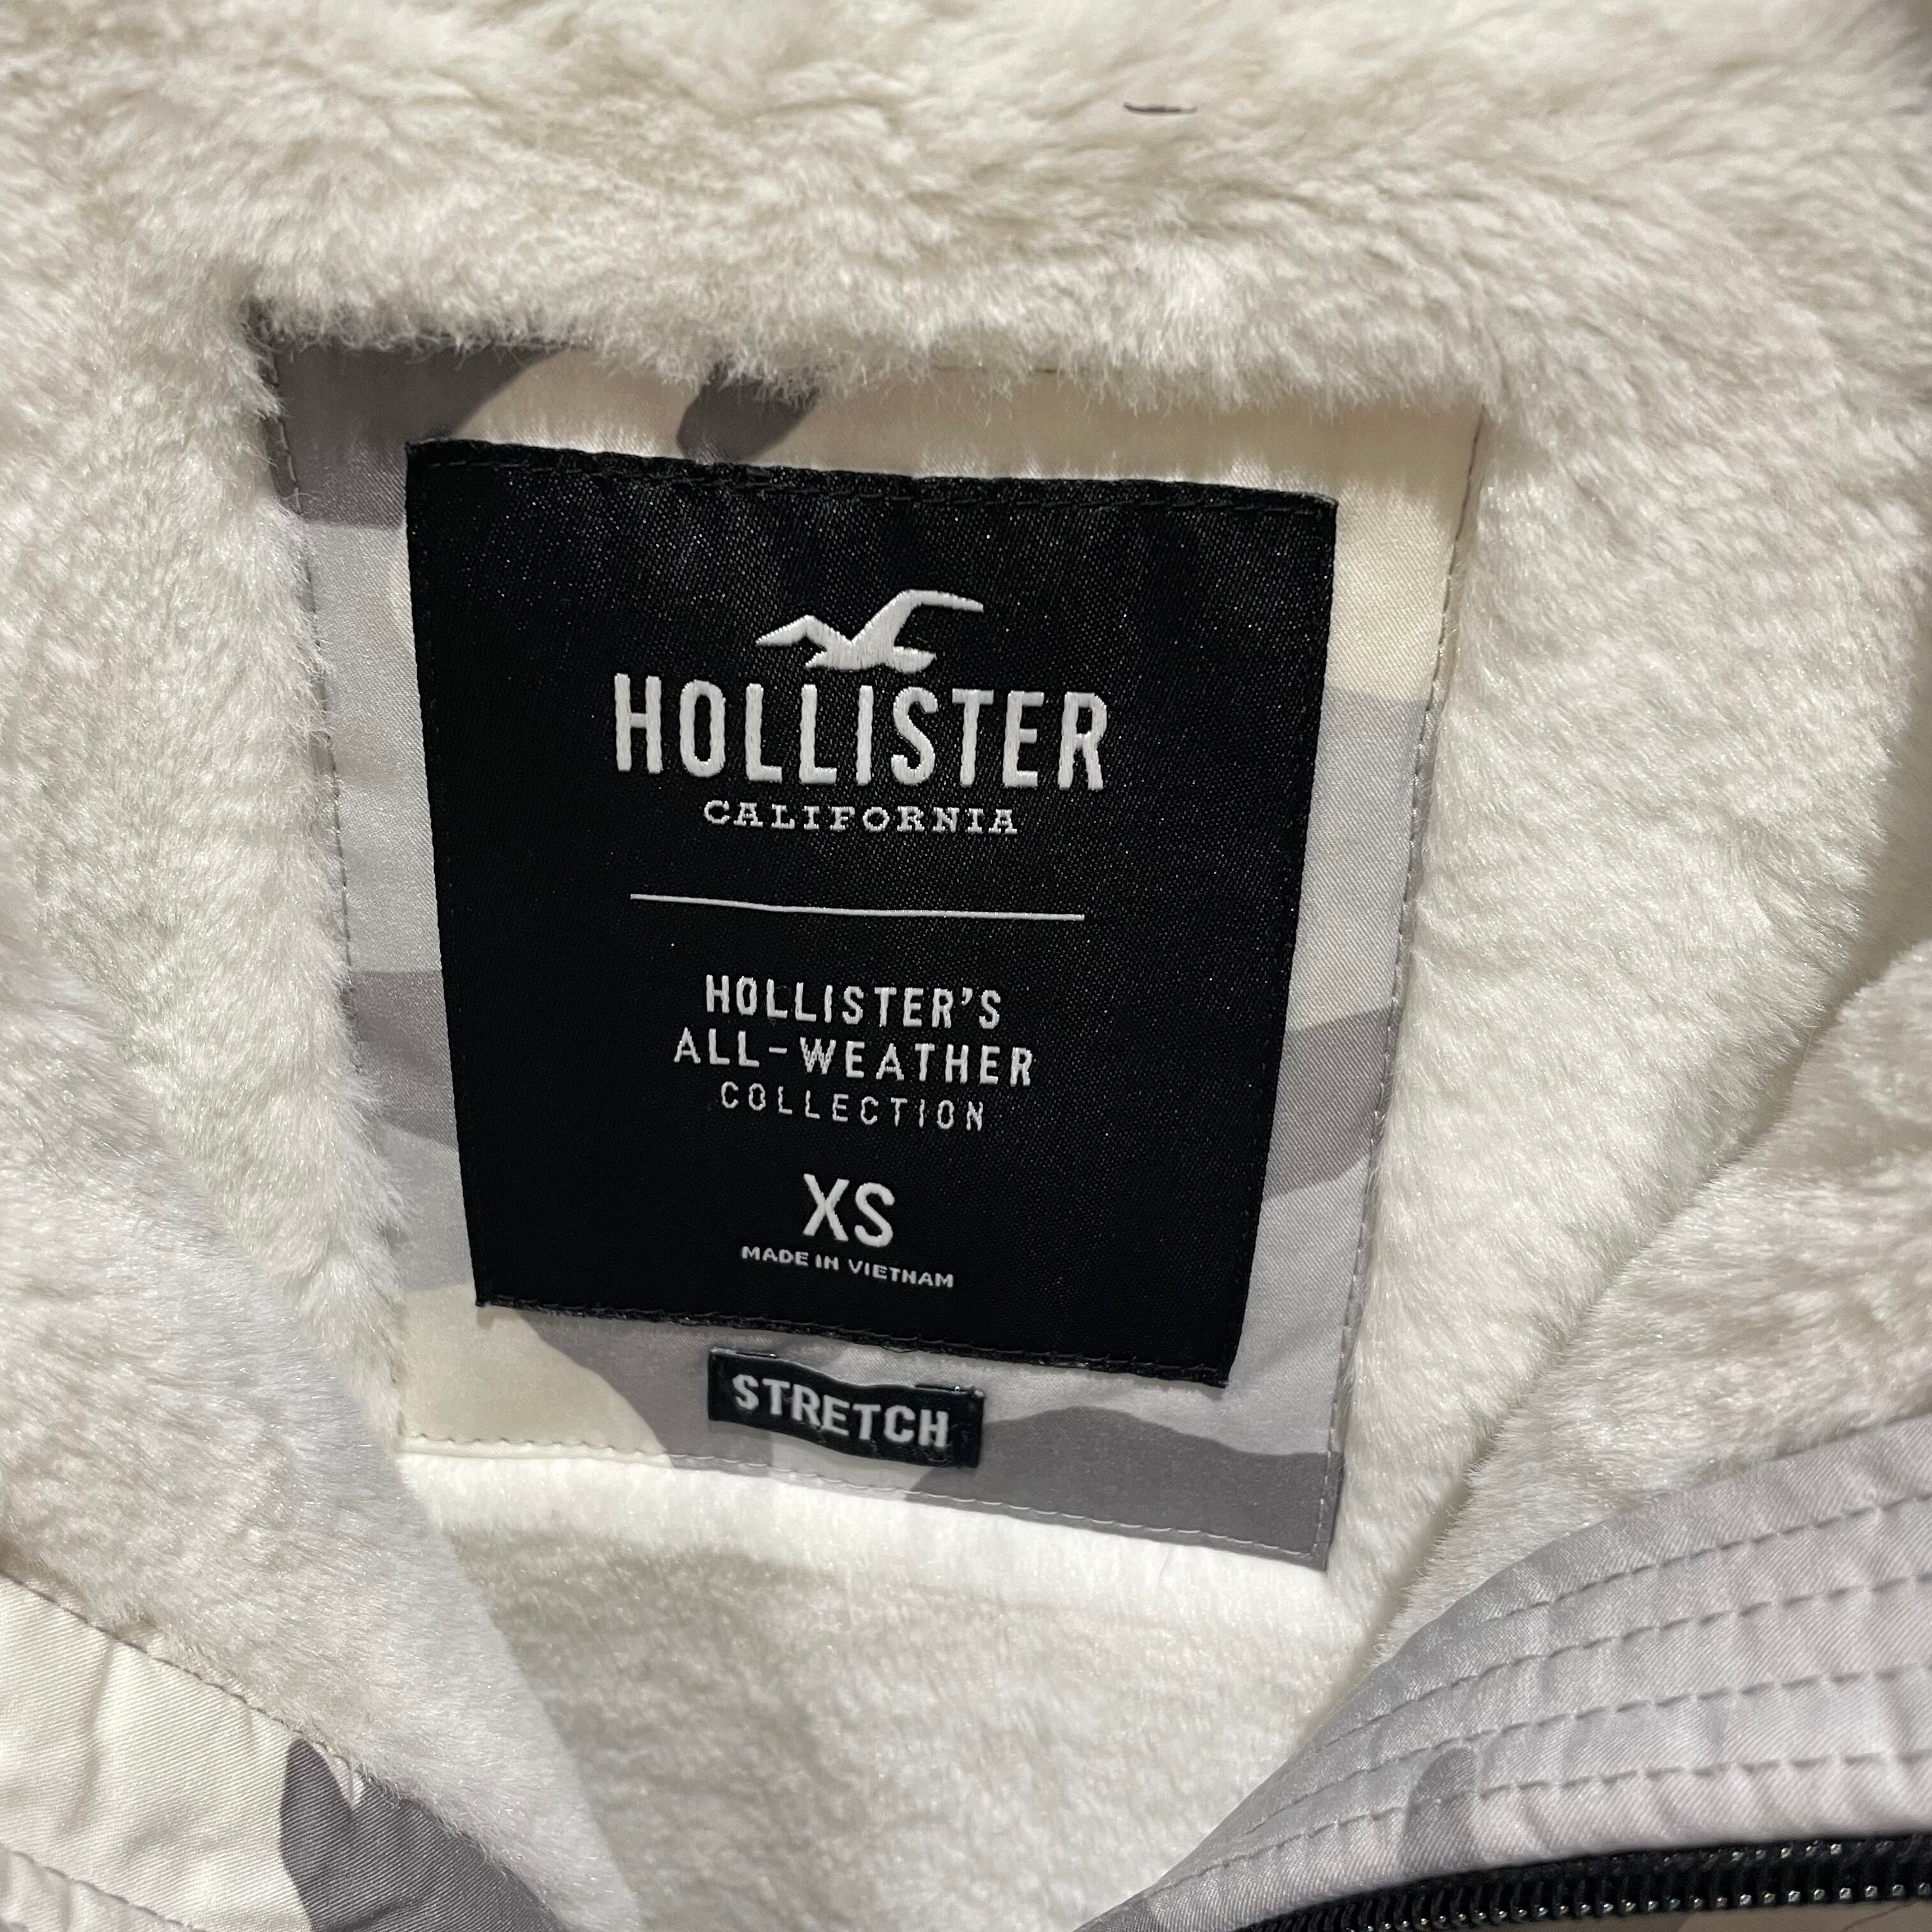 HOLLISTER
CALIFORNIA
HOLLISTER'S
ALL-WEATHER
COLLECTION
XS
MADE IN VIETNAM
STRETCH